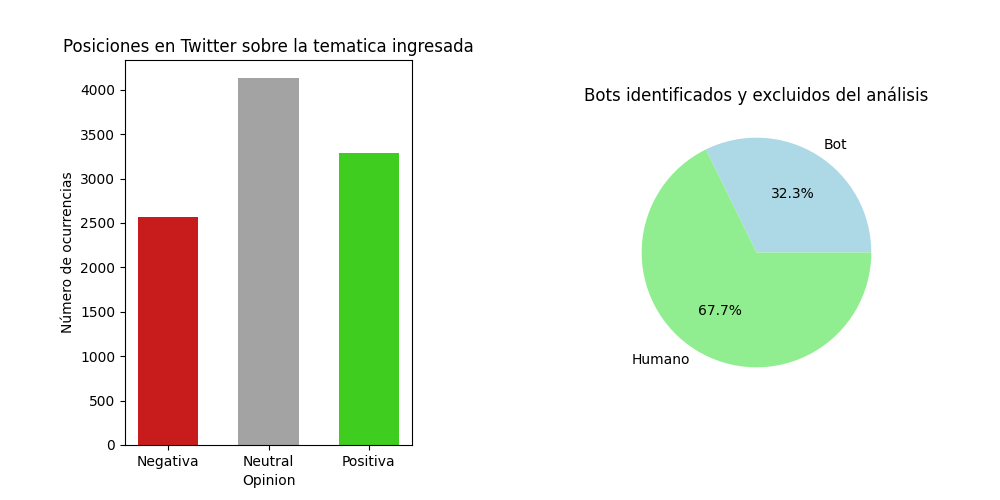 Posiciones en Twitter sobre la tematica ingresada
Número de ocurrencias
4000
3500
3000
2500
2000
1500
1000
500
0
Negativa
Neutral
Positiva
Opinion
Bots identificados y excluidos del análisis
Bot
32.3%
67.7%
Humano